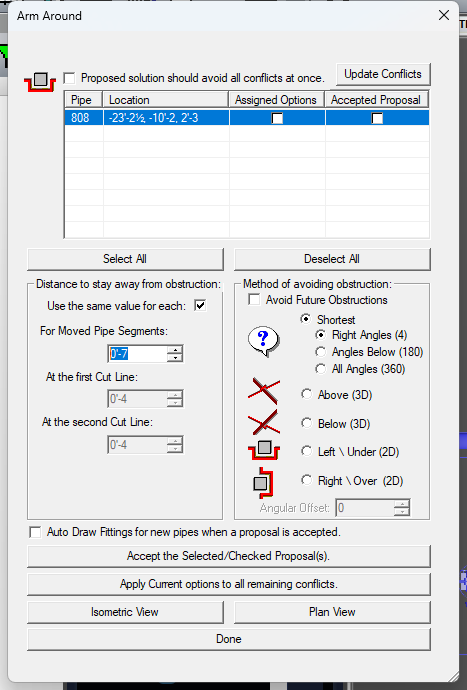 Arm Around
Proposed solution should avoid all conflicts at once.
Update Conflicts
Pipe Location Assigned Options Accepted Proposal
808 -23'-2½, -10'-2, 2'-3
Select All
Deselect All
Distance to stay away from obstruction:
Use the same value for each:
For Moved Pipe Segments:
0'-7
At the first Cut Line:
0'-4
At the second Cut Line:
0'-4
Method of avoiding obstruction:
Avoid Future Obstructions
Shortest
Right Angles (4)
Angles Below (180)
All Angles (360)
Above (3D)
Below (3D)
Left \ Under (2D)
Right \ Over (2D)
Angular Offset: 0
Auto Draw Fittings for new pipes when a proposal is accepted.
Accept the Selected/Checked Proposal(s).
Apply Current options to all remaining conflicts.
Isometric View
Plan View
Done